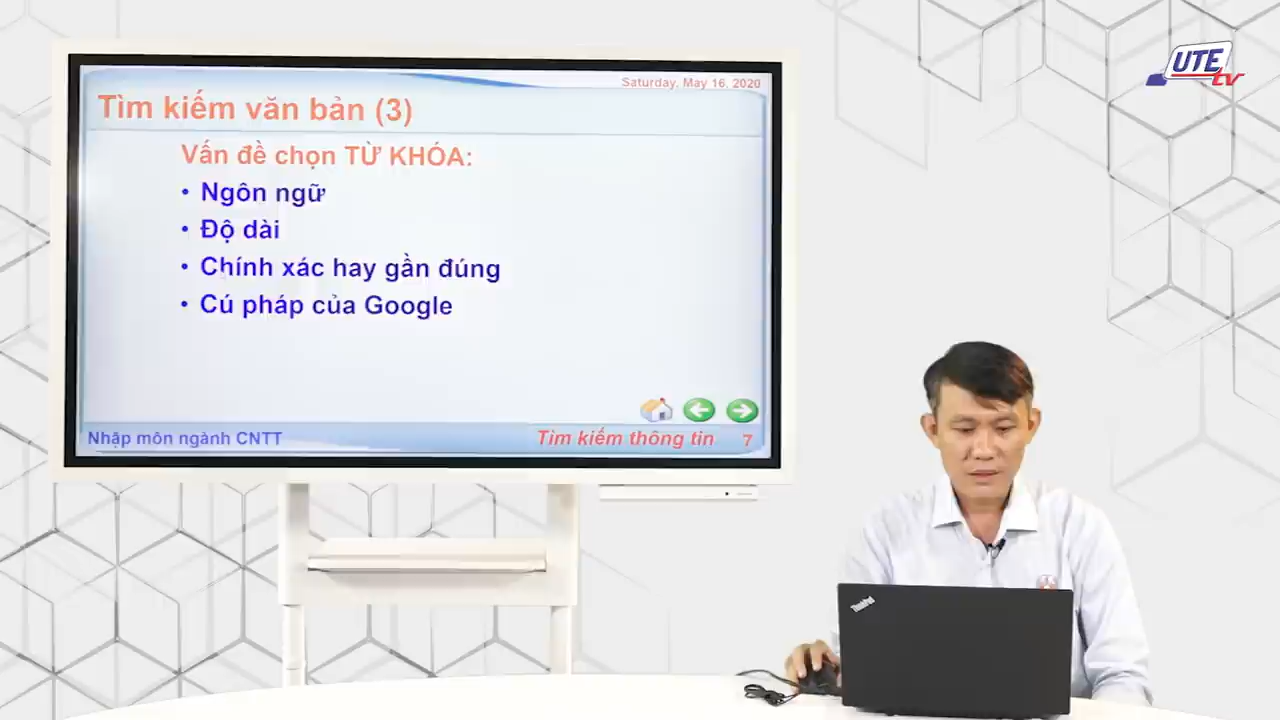 UTE
TV
Saturday, May 16, 2020
Tìm kiếm văn bản (3)
Vấn đề chọn TỪ KHÓA:
• Ngôn ngữ
• Độ dài
• Chính xác hay gần đúng
• Cú pháp của Google
Nhập môn ngành CNTT
Tìm kiếm thông tin 7
ThinkPad